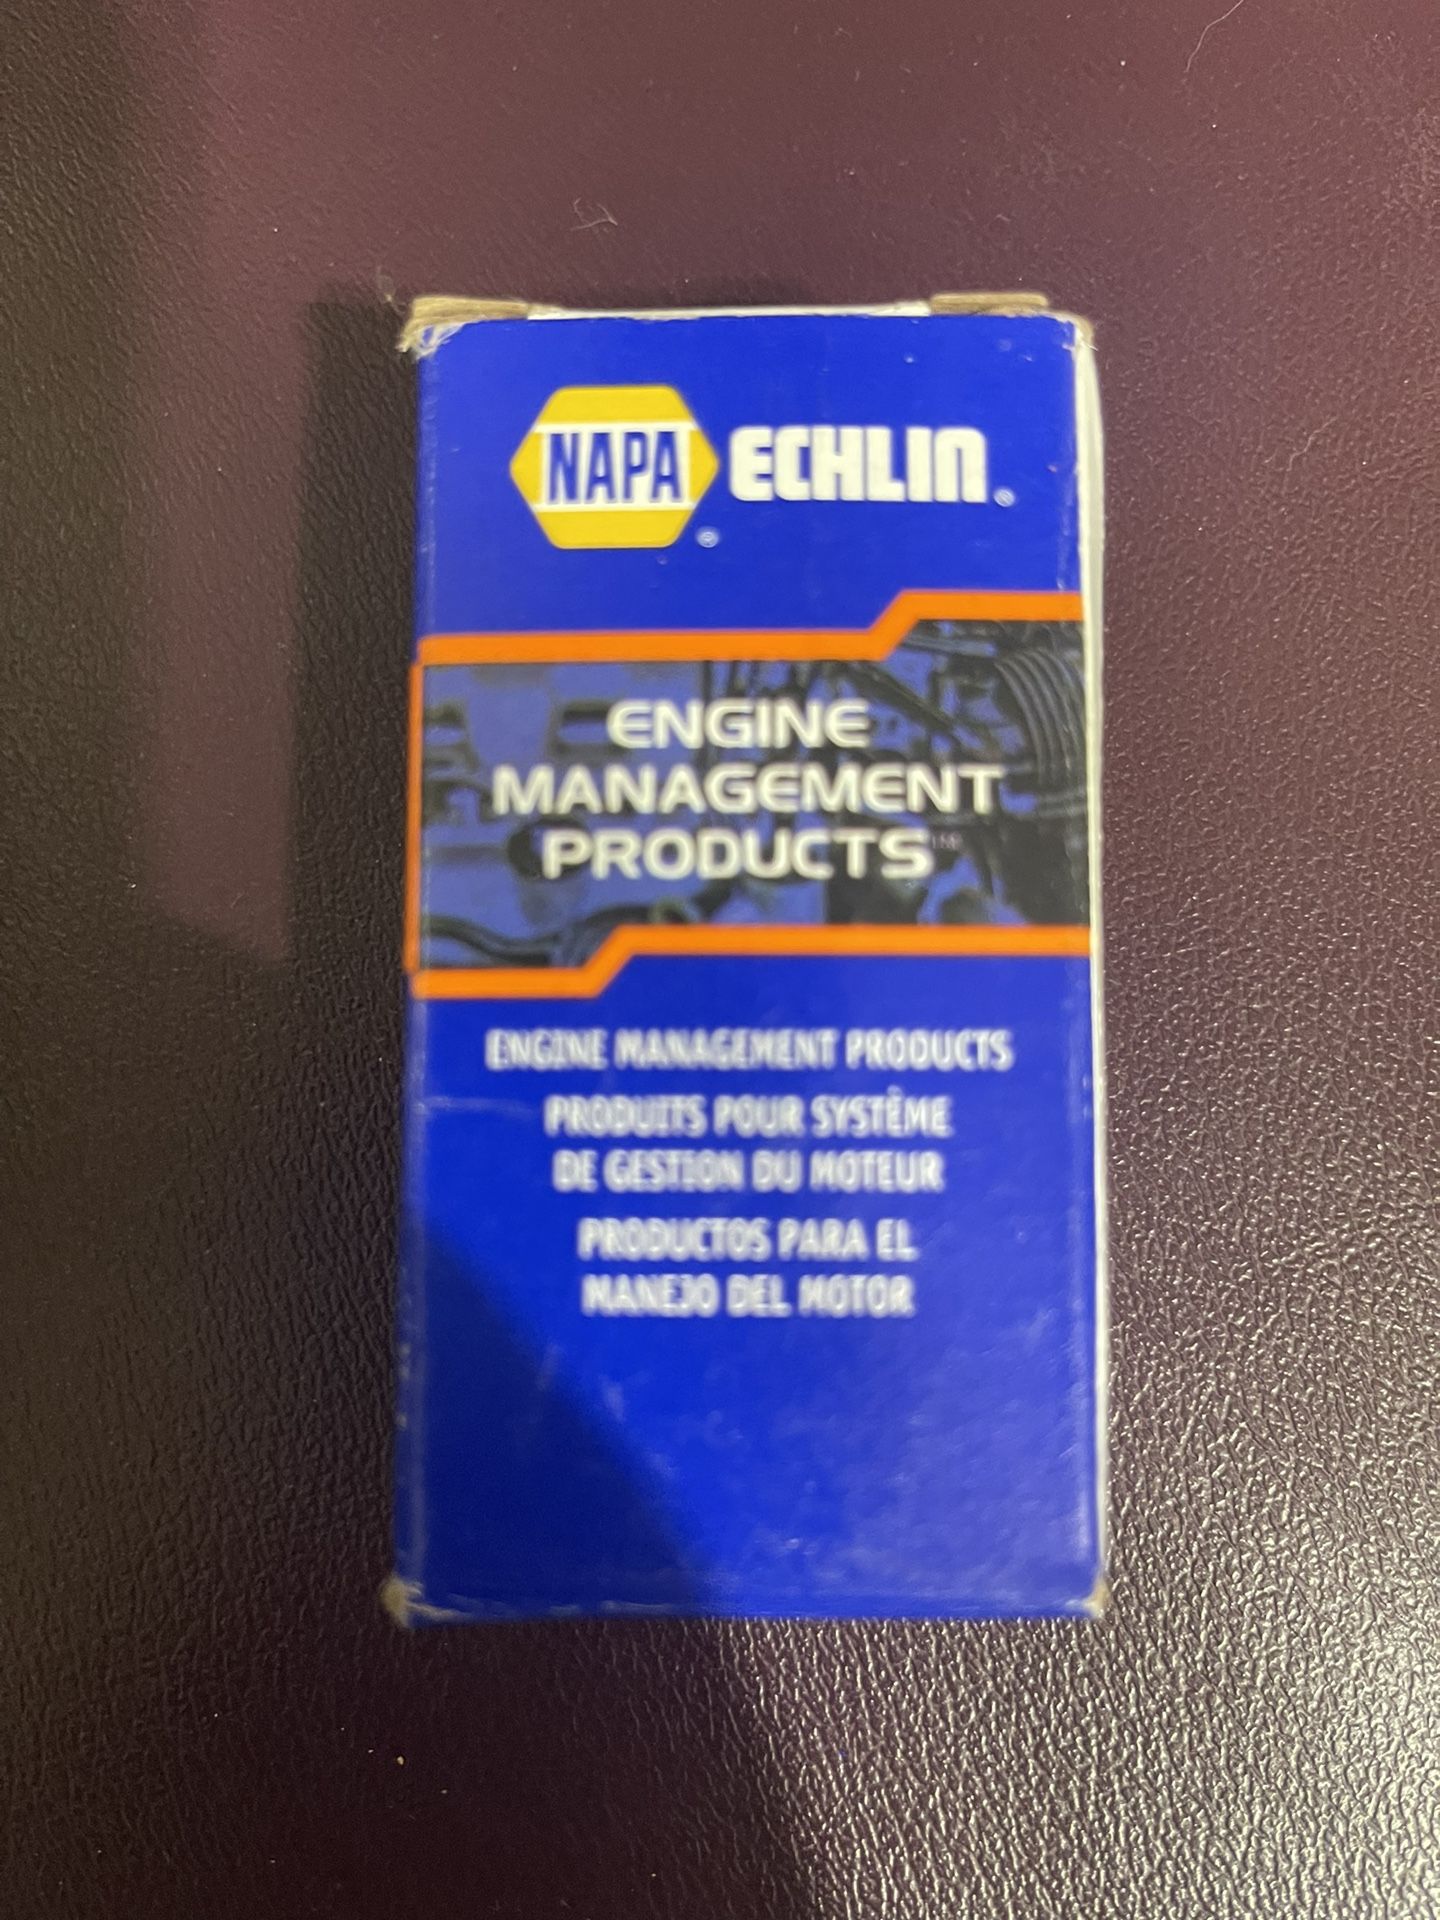 NAPA ECHLIN®
®
ENGINE
MANAGEMENT
PRODUCTS™
ENGINE MANAGEMENT PRODUCTS
PRODUITS POUR SYSTÈME
DE GESTION DU MOTEUR
PRODUCTOS PARA EL
MANEJO DEL MOTOR